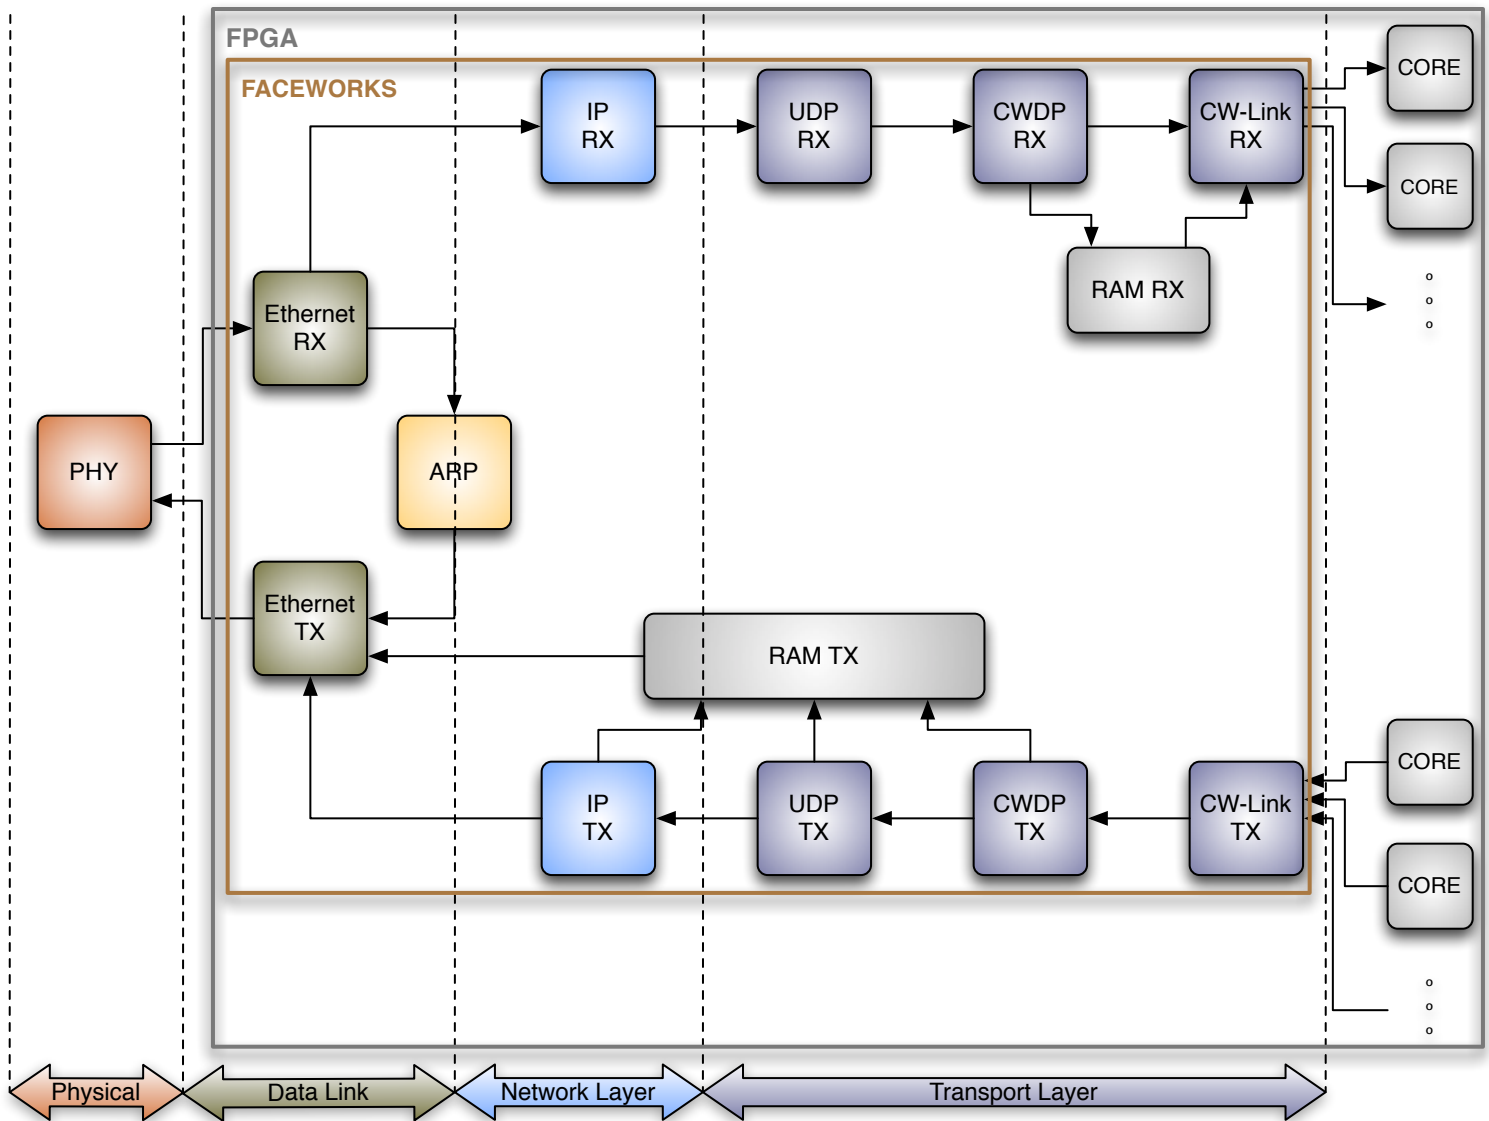 FPGA
FACEWORKS
IP
RX
UDP
RX
CWDP
RX
CW-Link
RX
CORE
CORE
RAM RX
Ethernet
RX
PHY
ARP
Ethernet
TX
RAM TX
IP
TX
UDP
TX
CWDP
TX
CW-Link
TX
CORE
CORE
Physical
Data Link
Network Layer
Transport Layer